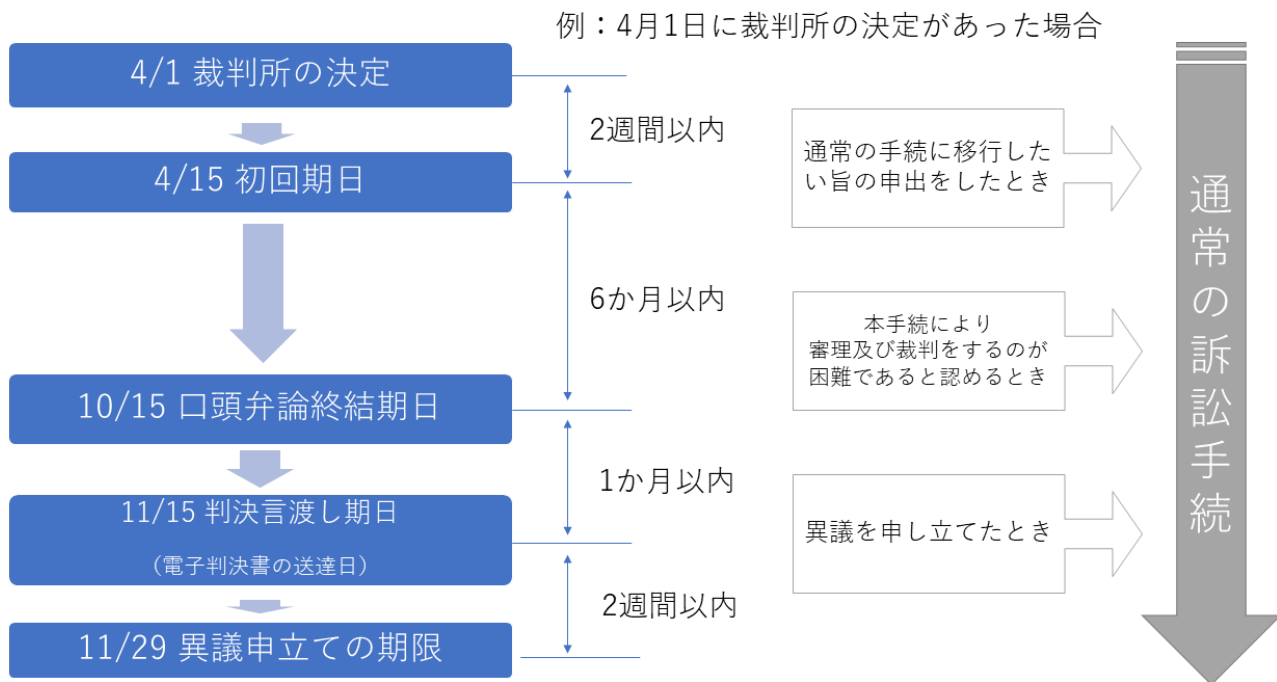 例：4月1日に裁判所の決定があった場合
4/1 裁判所の決定
2週間以内
4/15 初回期日
6か月以内
10/15 口頭弁論終結期日
1か月以内
11/15 判決言渡し期日
（電子判決書の送達日）
2週間以内
11/29 異議申立ての期限
通常の手続に移行した
い旨の申出をしたとき
本手続により
審理及び裁判をするのが
困難であると認めるとき
異議を申し立てたとき
通常の訴訟手続